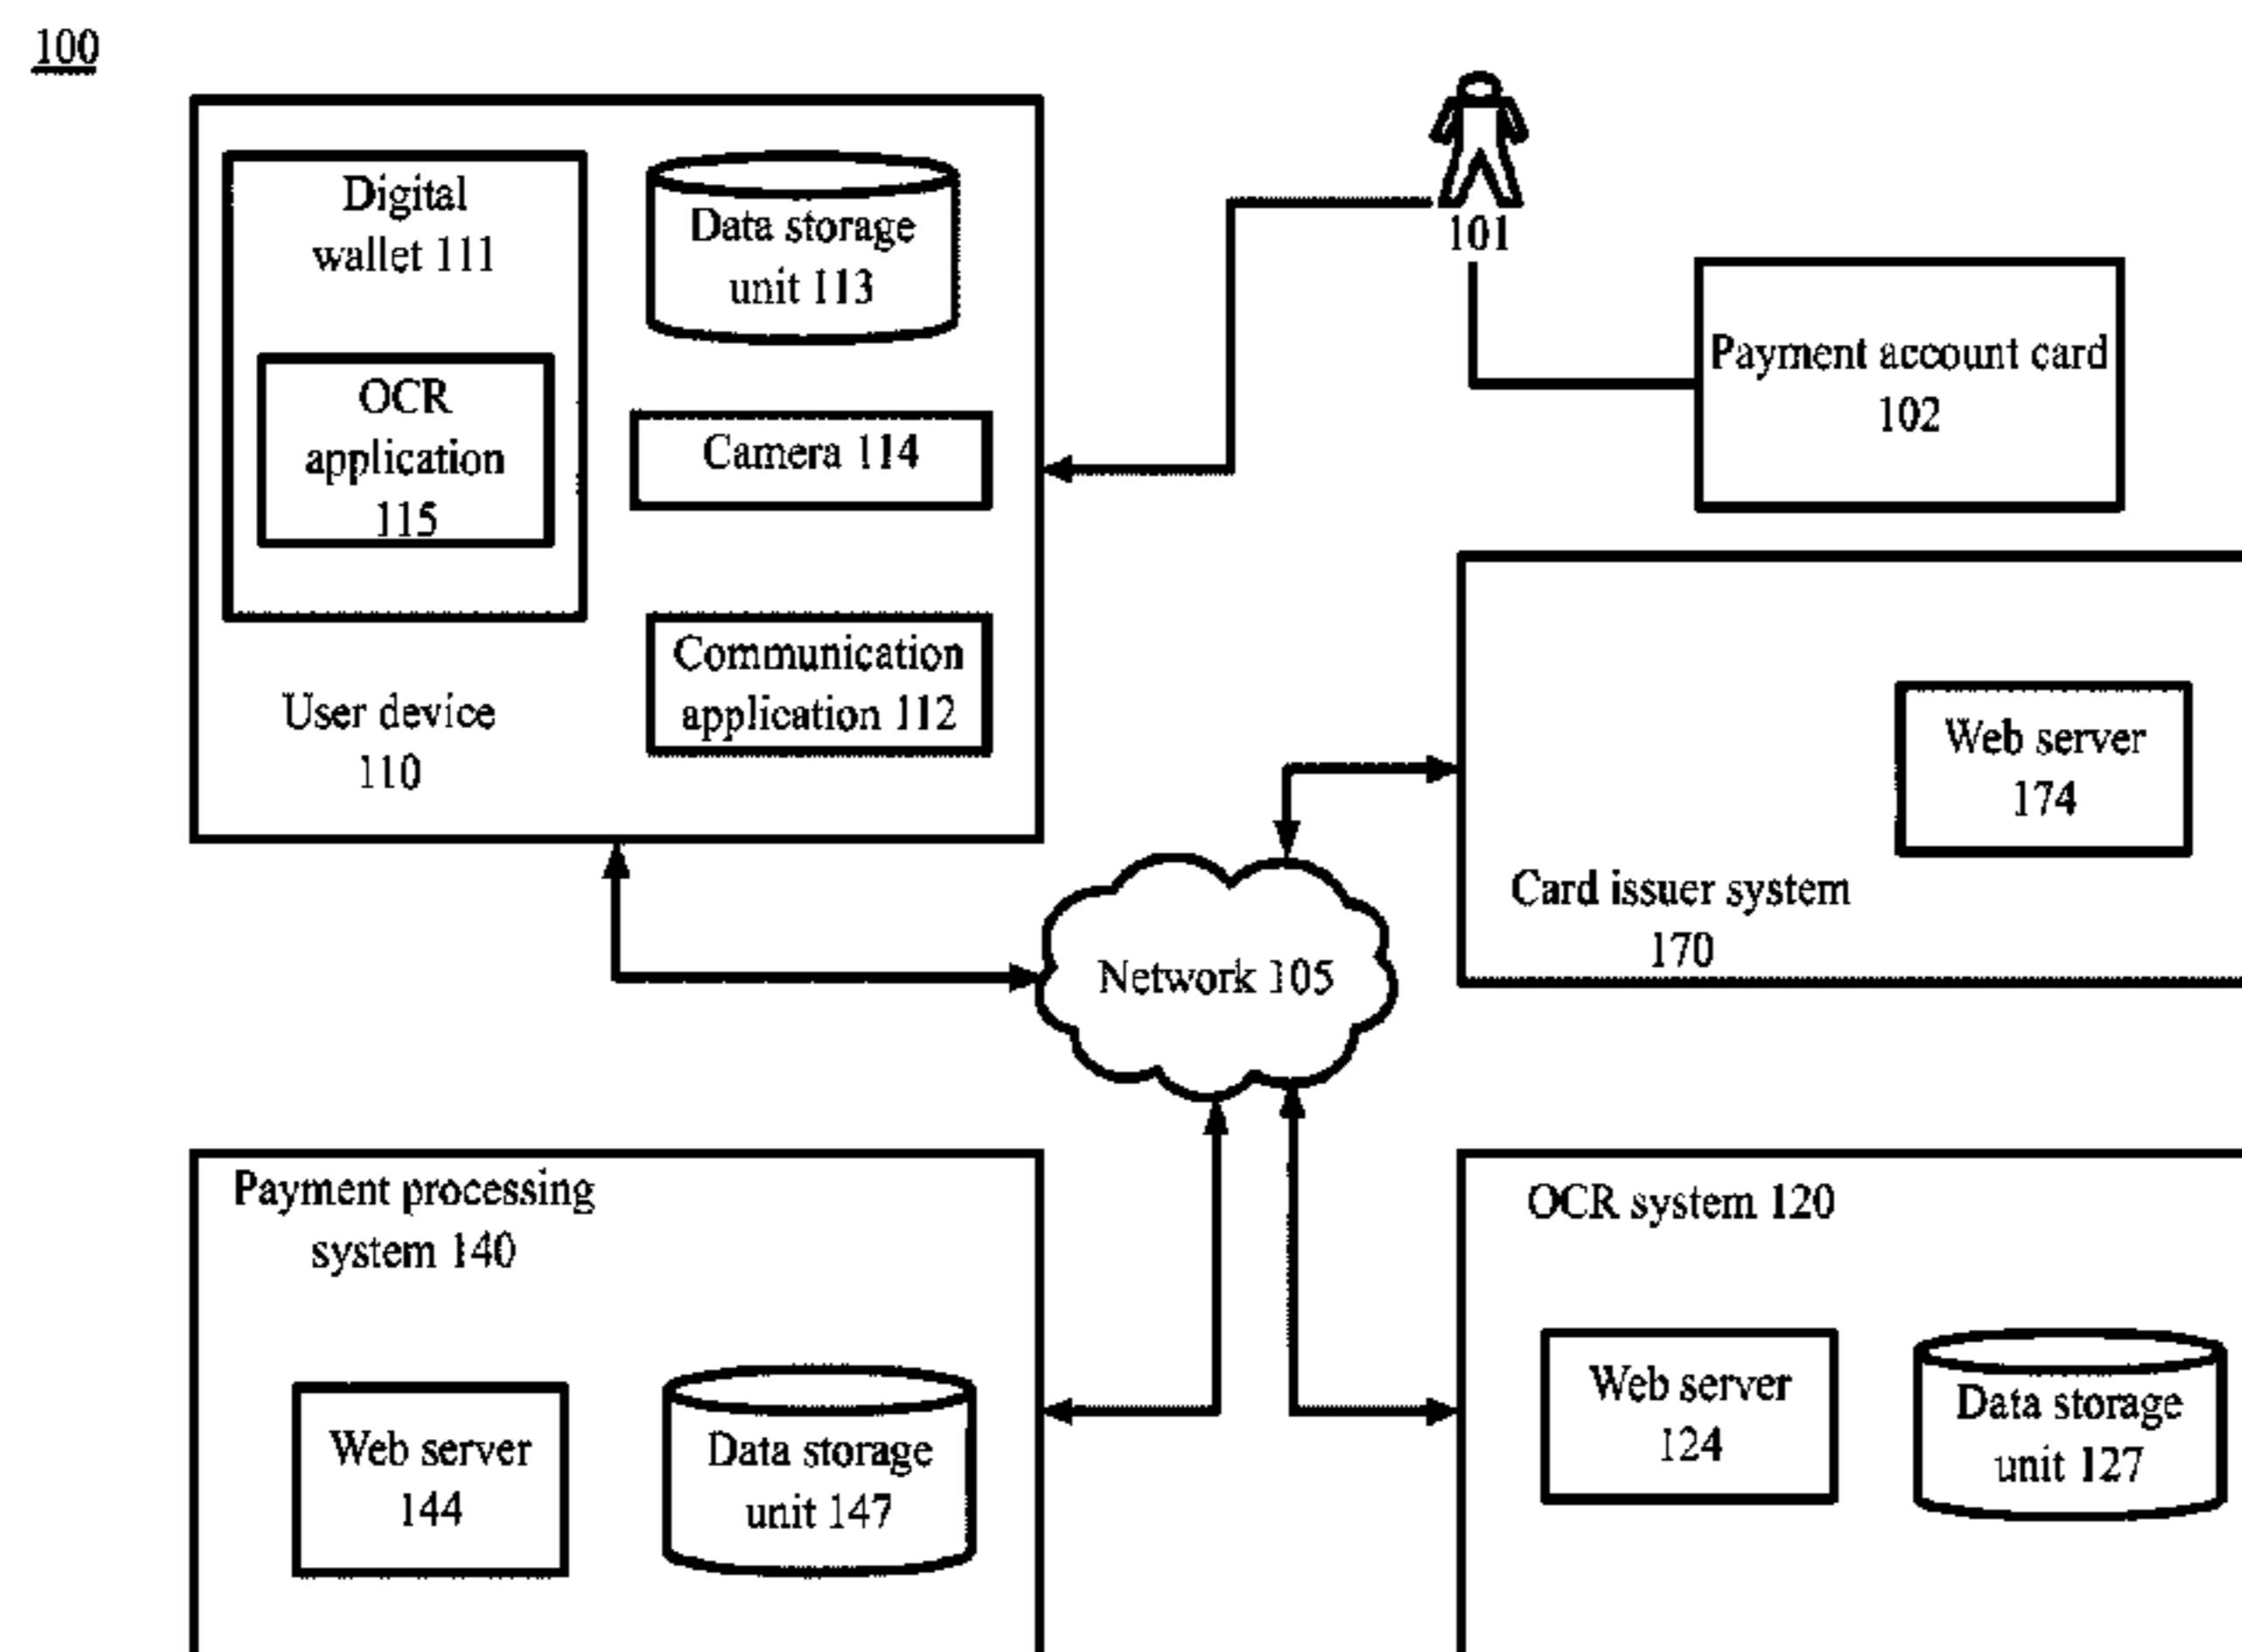 100
Digital
wallet 111
OCR
application
115
Data storage
unit 113
Camera 114
Communication
application 112
User device
110
101
Payment account card
102
Web server
174
Card issuer system
170
Network 105
Payment processing
system 140
Web server
144
Data storage
unit 147
OCR system 120
Web server
124
Data storage
unit 127